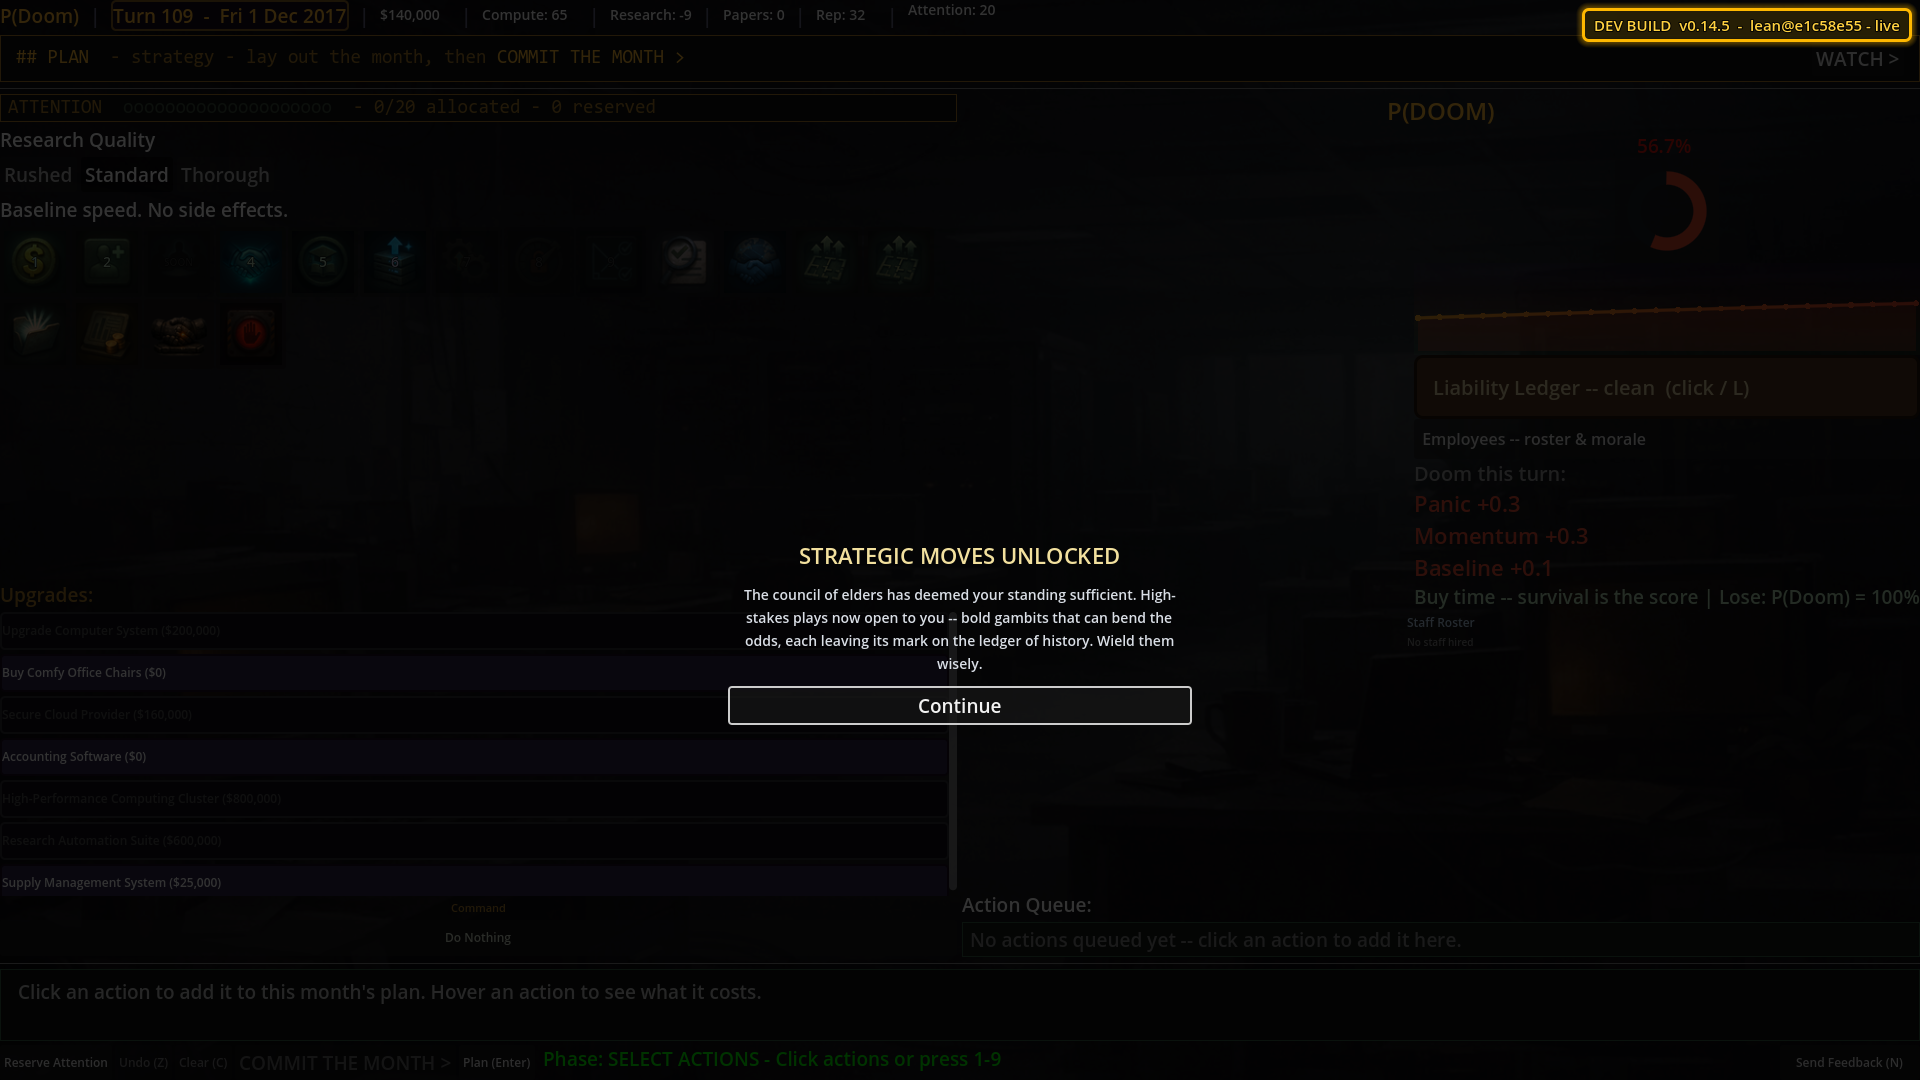 P(Doom) | Turn 109 - Fri 1 Dec 2017 | $140,000 | Compute: 65 | Research: -9 | Papers: 0 | Rep: 32 | Attention: 20
DEV BUILD v0.14.5 - lean@e1c58e55 - live
## PLAN - strategy - lay out the month, then COMMIT THE MONTH >
WATCH >
ATTENTION oooooooooooooooooooo - 0/20 allocated - 0 reserved
P(DOOM)
Research Quality
56.7%
Rushed Standard Thorough
Baseline speed. No side effects.
1 2 4 5 6
Liability Ledger -- clean (click / L)
Employees -- roster & morale
Doom this turn:
Panic +0.3
Momentum +0.3
Baseline +0.1
Buy time -- survival is the score | Lose: P(Doom) = 100%
Staff Roster
No staff hired
STRATEGIC MOVES UNLOCKED
The council of elders has deemed your standing sufficient. High-
stakes plays now open to you -- bold gambits that can bend the
odds, each leaving its mark on the ledger of history. Wield them
wisely.
Continue
Upgrades:
Upgrade Computer System ($200,000)
Buy Comfy Office Chairs ($0)
Secure Cloud Provider ($160,000)
Accounting Software ($0)
High-Performance Computing Cluster ($800,000)
Research Automation Suite ($600,000)
Supply Management System ($25,000)
Command
Do Nothing
Action Queue:
No actions queued yet -- click an action to add it here.
Click an action to add it to this month's plan. Hover an action to see what it costs.
Reserve Attention Undo (Z) Clear (C) COMMIT THE MONTH > Plan (Enter) Phase: SELECT ACTIONS - Click actions or press 1-9
Send Feedback (N)